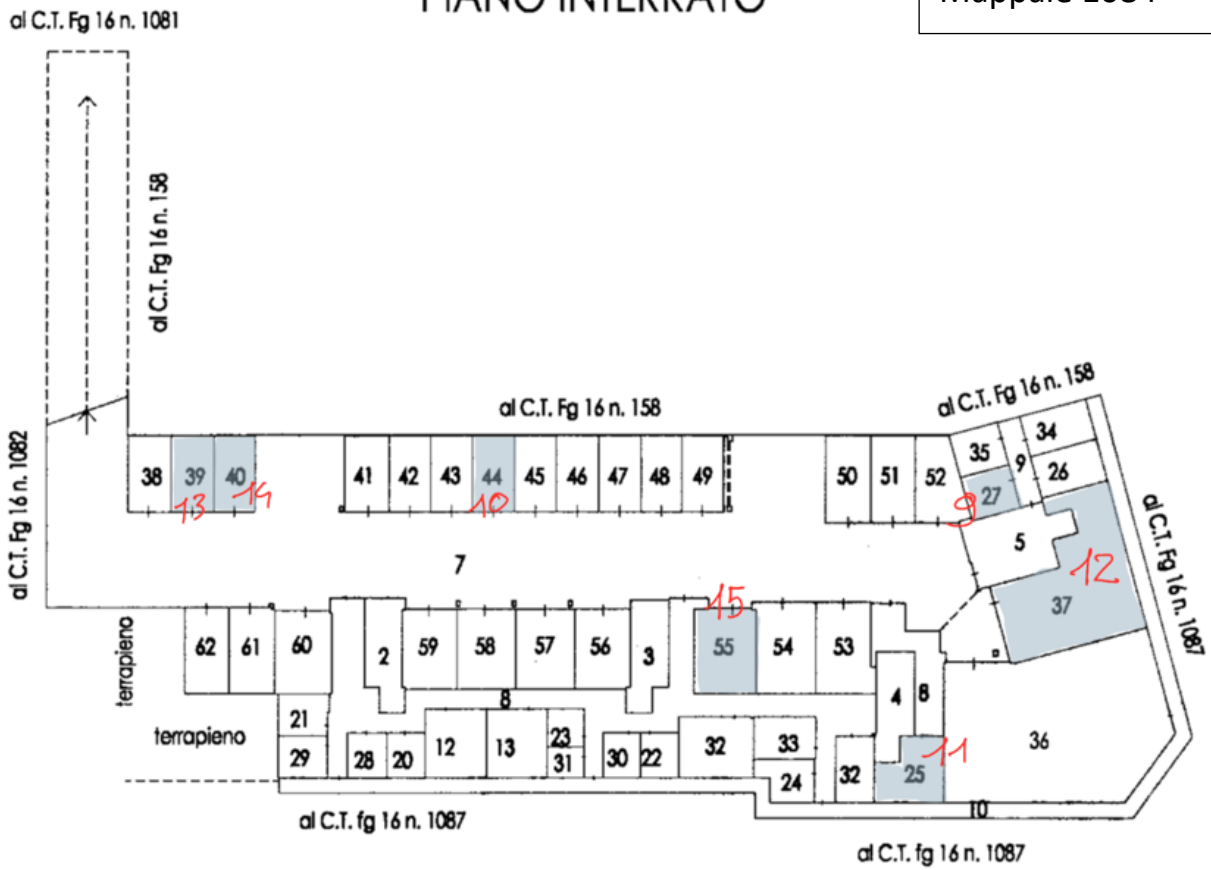 PIANO INTERRATO
Mappale 1084
al C.T. Fg 16 n. 1081
al C.T. Fg 16 n. 158
al C.T. Fg 16 n. 1082
al C.T. Fg 16 n. 158
al C.T. Fg 16 n. 158
al C.T. Fg 16 n. 1087
38 39 40 41 42 43 44 45 46 47 48 49 50 51 52 35 9 34
27 26
13 14 10 9
7 5 12
37
15
62 61 60 2 59 58 57 56 3 55 54 53
4 8
terrapieno
8
terrapieno
21 12 13 23 32 33 36
29 28 20 31 30 22 24 32 25 11
10
al C.T. fg 16 n. 1087
al C.T. fg 16 n. 1087